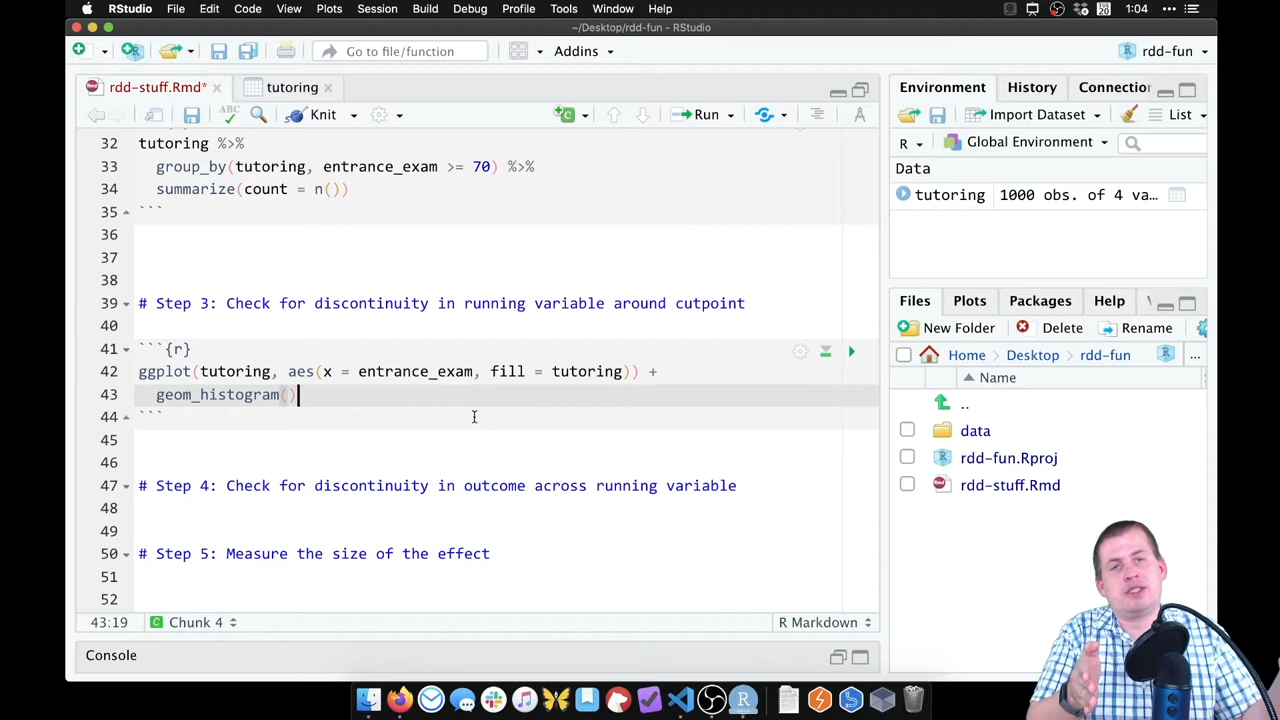 RStudio File Edit Code View Plots Session Build Debug Profile Tools Window Help 28 1:04
~/Desktop/rdd-fun - RStudio
Go to file/function Addins rdd-fun
rdd-stuff.Rmd* tutoring
ABC Knit Run
32 tutoring %>%
33 group_by(tutoring, entrance_exam >= 70) %>%
34 summarize(count = n())
35 ```
36
37
38
39 # Step 3: Check for discontinuity in running variable around cutpoint
40
41 ```{r}
42 ggplot(tutoring, aes(x = entrance_exam, fill = tutoring)) +
43 geom_histogram()
44 ```
45
46
47 # Step 4: Check for discontinuity in outcome across running variable
48
49
50 # Step 5: Measure the size of the effect
51
52
43:19 Chunk 4 R Markdown
Console
Environment History Connectio
Import Dataset List
R Global Environment
Data
tutoring 1000 obs. of 4 va…
Files Plots Packages Help
New Folder Delete Rename
Home Desktop rdd-fun ...
Name
..
data
rdd-fun.Rproj
rdd-stuff.Rmd